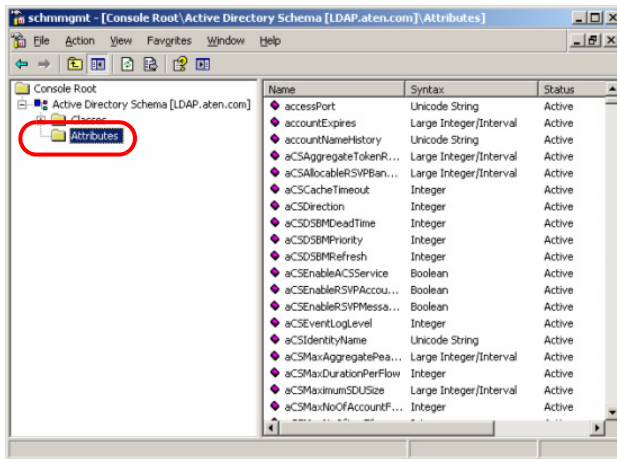 schmmgmt - [Console Root\Active Directory Schema [LDAP.aten.com]\Attributes]
File Action View Favorites Window Help
Console Root
Active Directory Schema [LDAP.aten.com]
Classes
Attributes
Name Syntax Status
accessPort Unicode String Active
accountExpires Large Integer/Interval Active
accountNameHistory Unicode String Active
aCSAggregateTokenR... Large Integer/Interval Active
aCSAllocableRSVPBan... Large Integer/Interval Active
aCSCacheTimeout Integer Active
aCSDirection Integer Active
aCSDSBMDeadTime Integer Active
aCSDSBMPriority Integer Active
aCSDSBMRefresh Integer Active
aCSEnableACSService Boolean Active
aCSEnableRSVPAccou... Boolean Active
aCSEnableRSVPMessa... Boolean Active
aCSEventLogLevel Integer Active
aCSIdentityName Unicode String Active
aCSMaxAggregatePea... Large Integer/Interval Active
aCSMaxDurationPerFlow Integer Active
aCSMaximumSDUSize Large Integer/Interval Active
aCSMaxNoOfAccountF... Integer Active